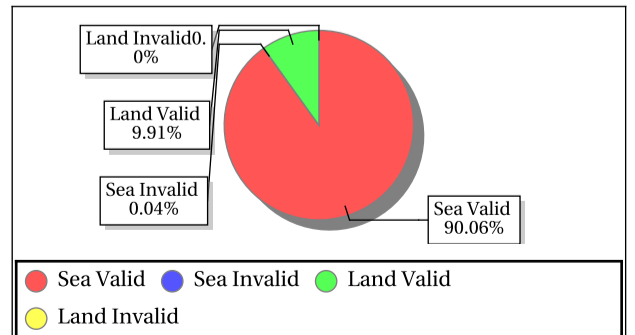 Land Invalid0.
0%
Land Valid
9.91%
Sea Invalid
0.04%
Sea Valid
90.06%
Sea Valid Sea Invalid Land Valid
Land Invalid